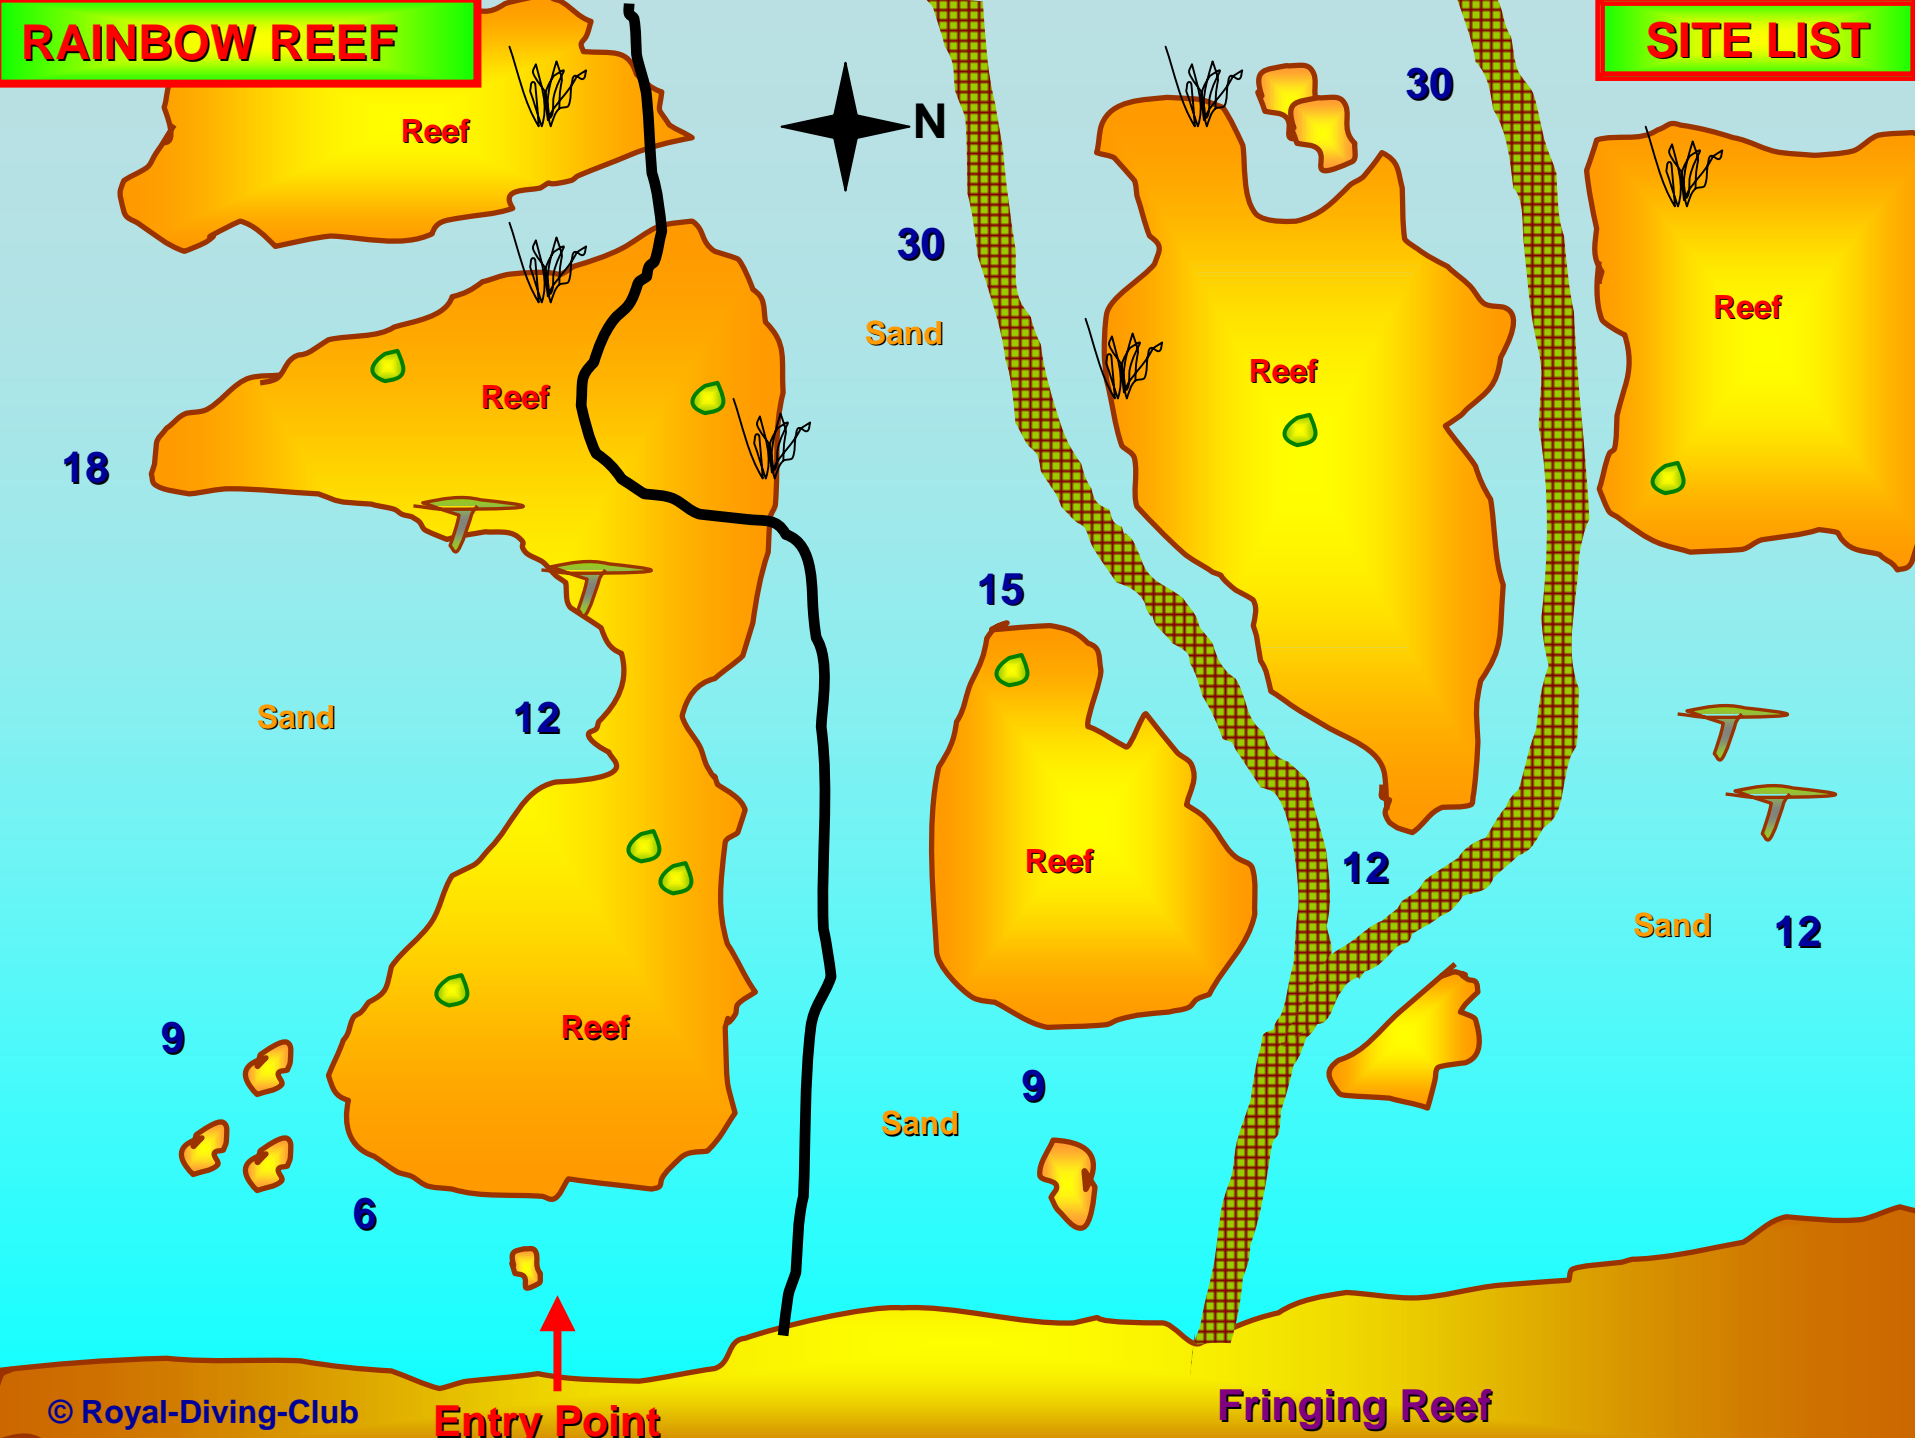 RAINBOW REEF
SITE LIST
30
N
Reef
30
Reef
Sand
Reef
Reef
18
15
Sand
12
Reef
12
Sand
12
Reef
9
9
Sand
6
Fringing Reef
© Royal-Diving-Club
Entry Point